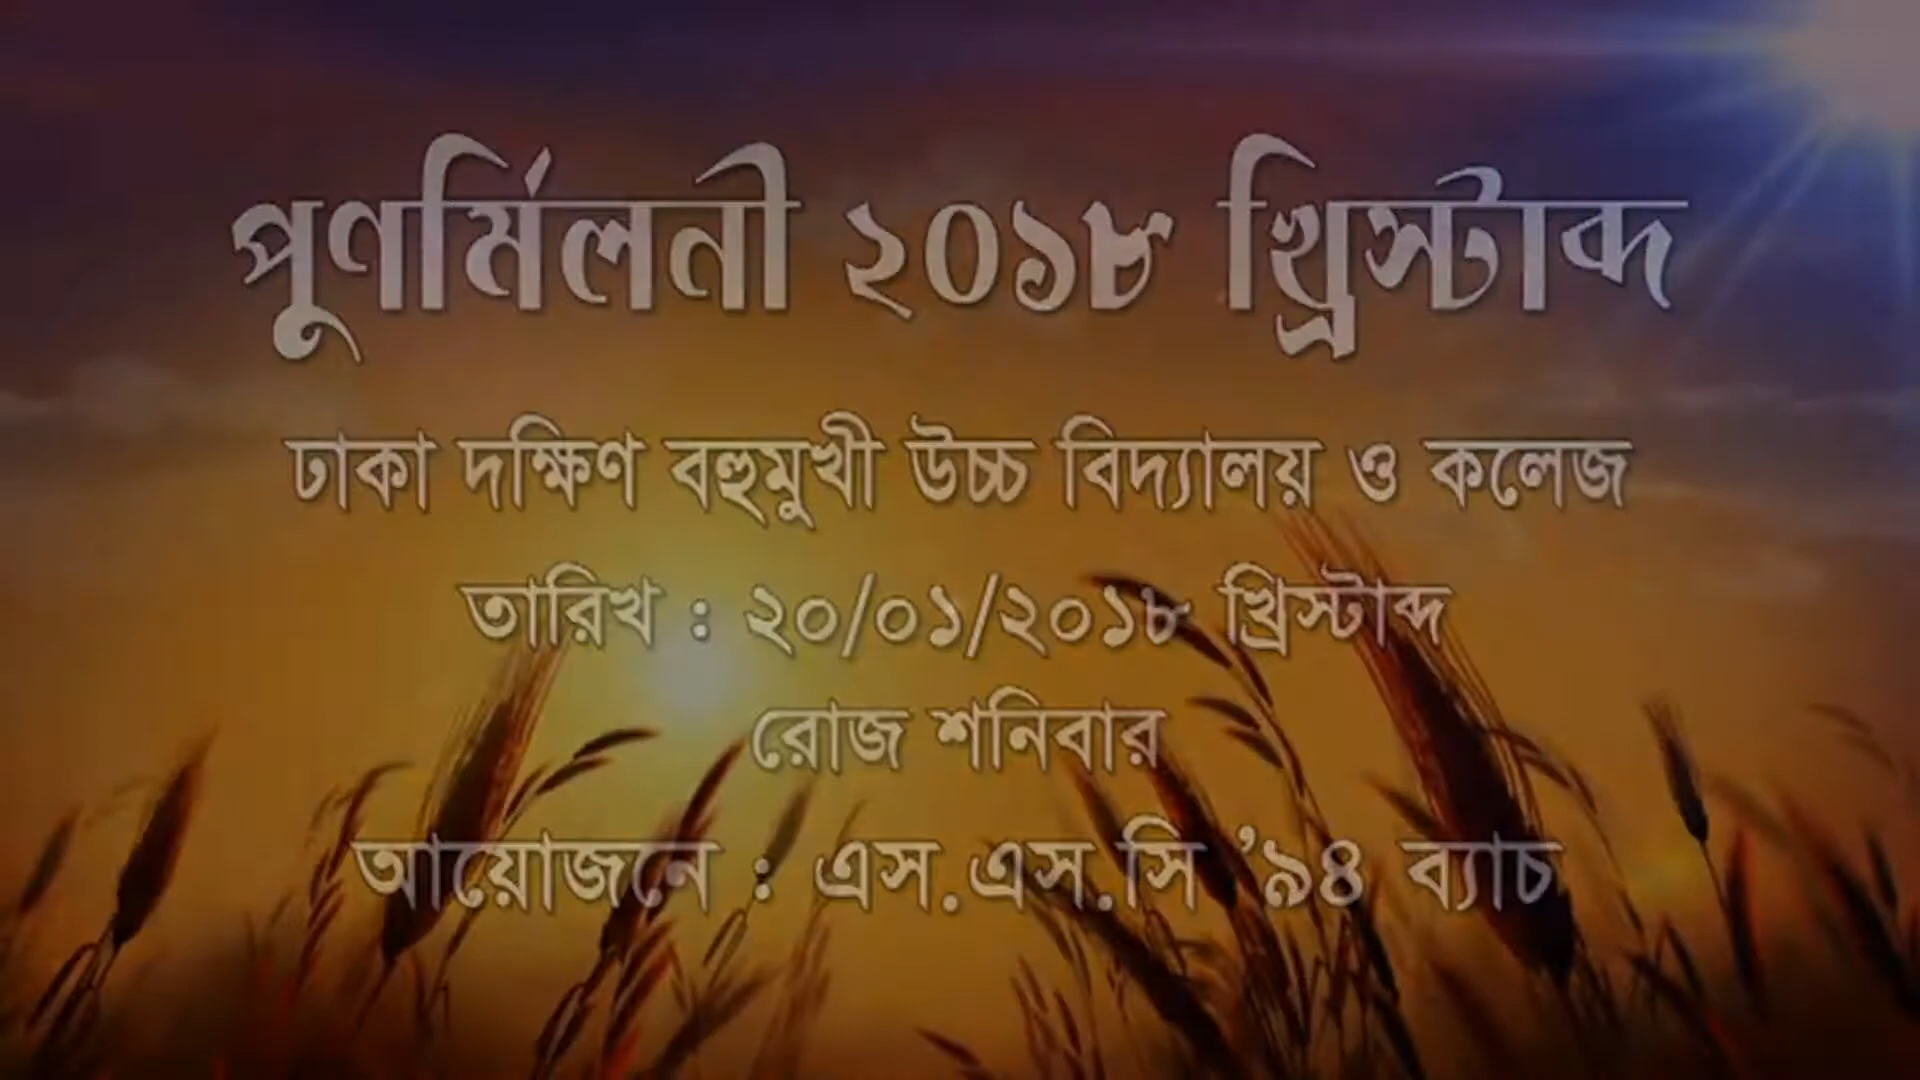 পুণর্মিলনী ২০১৮ খ্রিস্টাব্দ
ঢাকা দক্ষিণ বহুমুখী উচ্চ বিদ্যালয় ও কলেজ
তারিখ : ২০/০১/২০১৮ খ্রিস্টাব্দ
রোজ শনিবার
আয়োজনে : এস.এস.সি ’৯৪ ব্যাচ